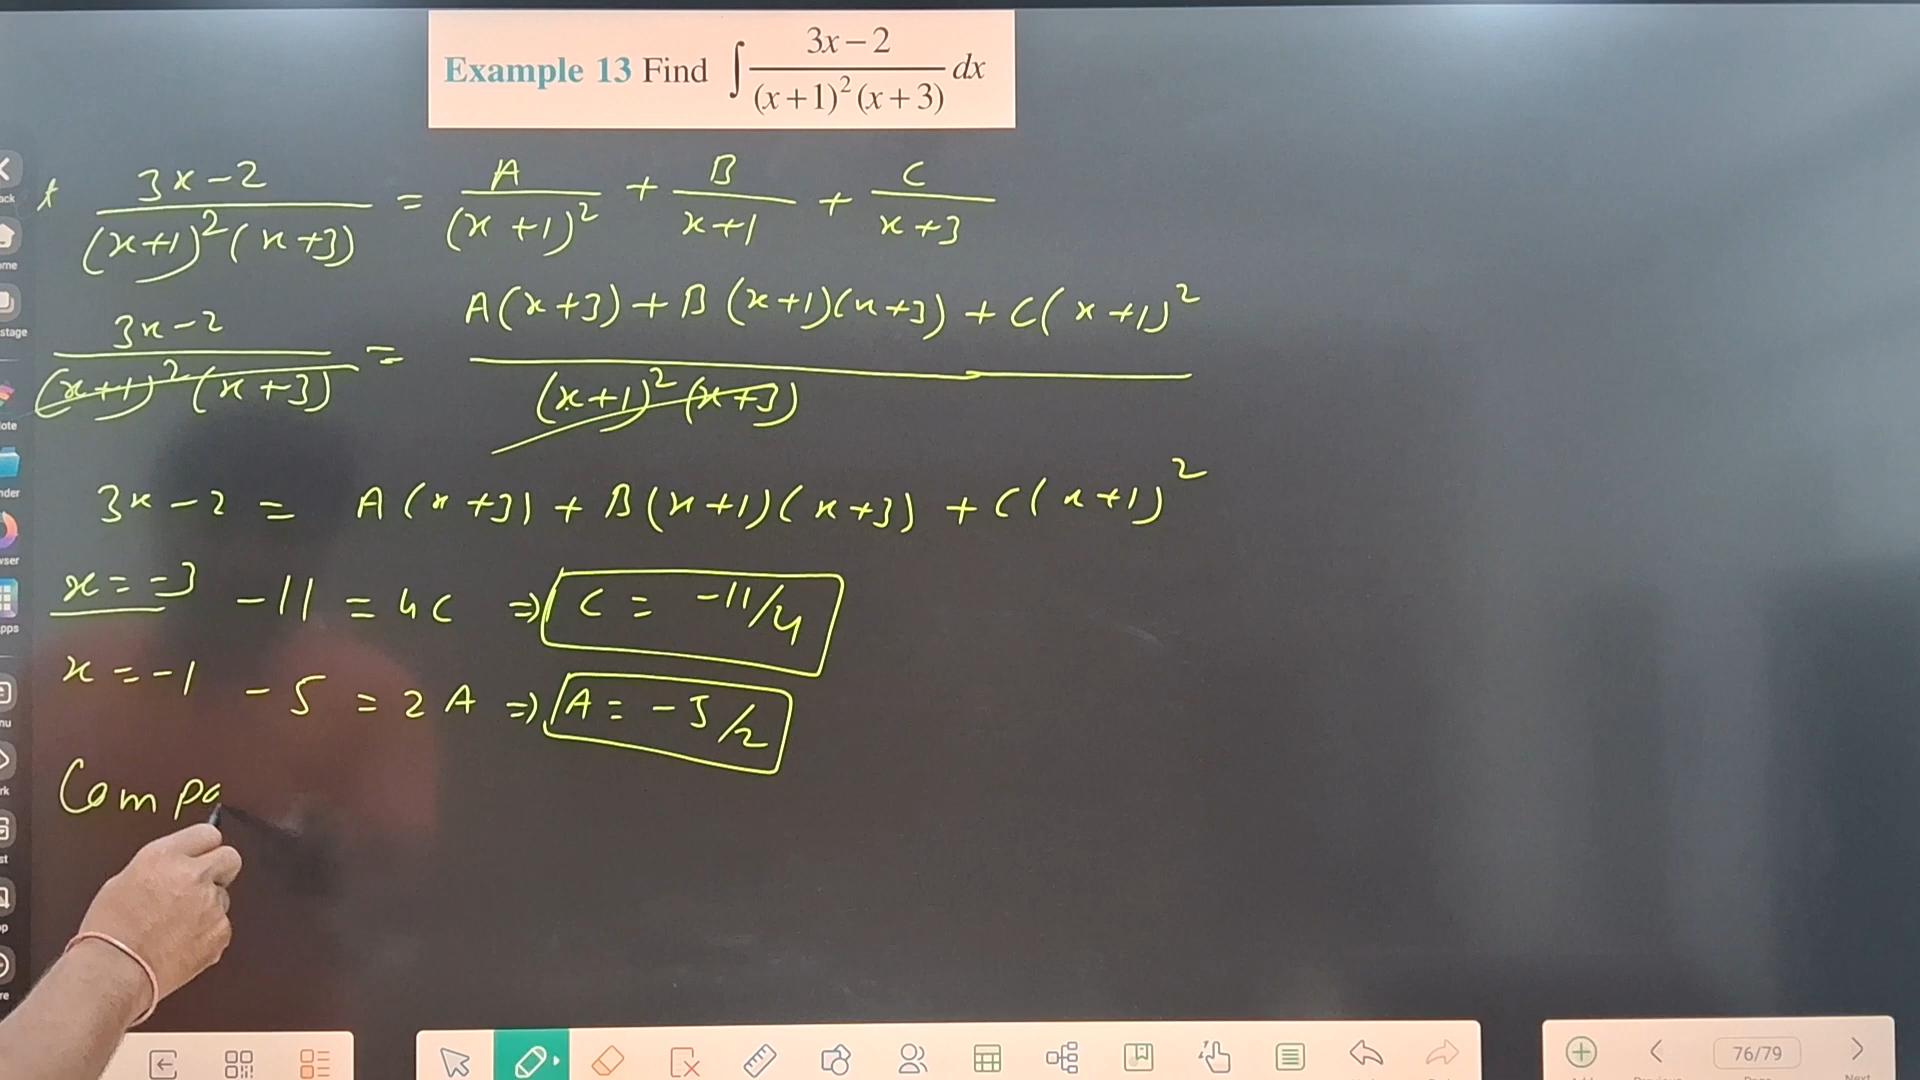 Example 13 Find ∫ (3x−2)/((x+1)²(x+3)) dx
(3x−2)/((x+1)²(x+3)) = A/(x+1)² + B/(x+1) + C/(x+3)
(3x−2)/((x+1)²(x+3)) = (A(x+3)+B(x+1)(x+3)+C(x+1)²)/((x+1)²(x+3))
3x−2 = A(x+3)+B(x+1)(x+3)+C(x+1)²
x=−3 −11 = 4C ⇒ C = −11/4
x=−1 −5 = 2A ⇒ A = −5/2
Compa
76/79